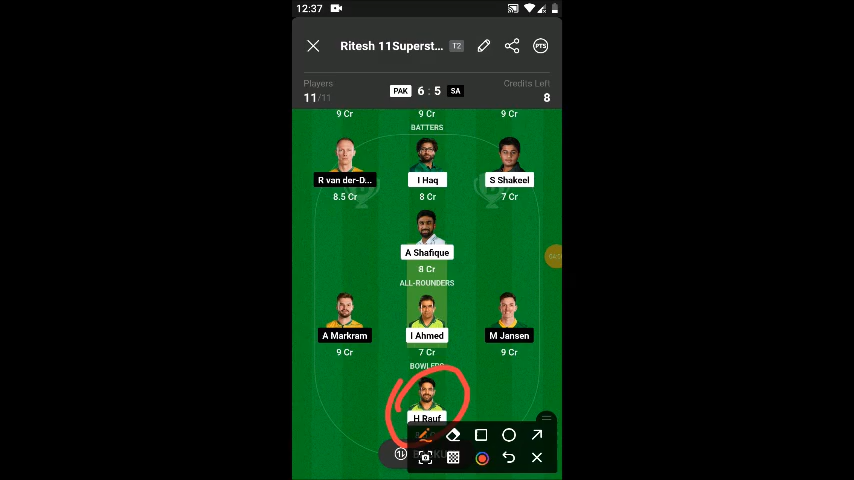 12:37
Ritesh 11Superst... T2 PTS
Players
Credits Left
11/11
PAK 6 : 5 SA
8
9 Cr 9 Cr 9 Cr
BATTERS
R van der-D... I Haq S Shakeel
8.5 Cr 8 Cr 7 Cr
A Shafique
8 Cr
ALL-ROUNDERS
A Markram I Ahmed M Jansen
9 Cr 7 Cr 9 Cr
BOWLERS
H Rauf